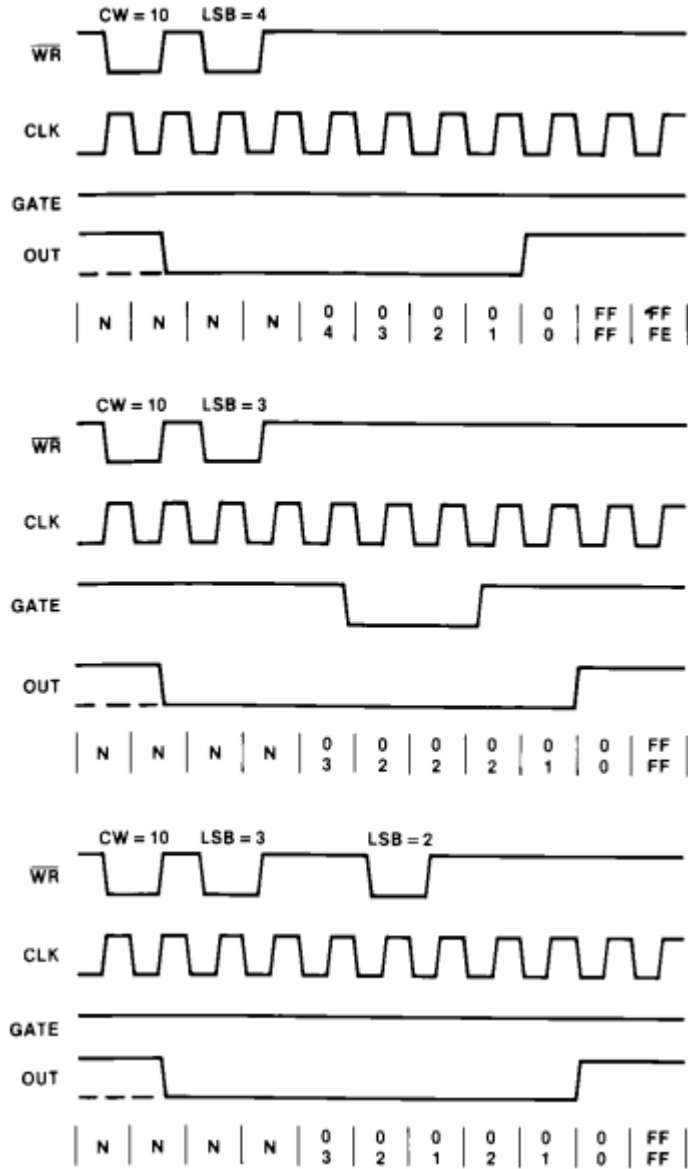 CW = 10 LSB = 4
WR
CLK
GATE
OUT
N N N N 0 0 0 0 0 FF FF
4 3 2 1 0 FF FE
CW = 10 LSB = 3
WR
CLK
GATE
OUT
N N N N 0 0 0 0 0 0 FF
3 2 2 2 1 0 FF
CW = 10 LSB = 3 LSB = 2
WR
CLK
GATE
OUT
N N N N 0 0 0 0 0 0 FF
3 2 1 2 1 0 FF